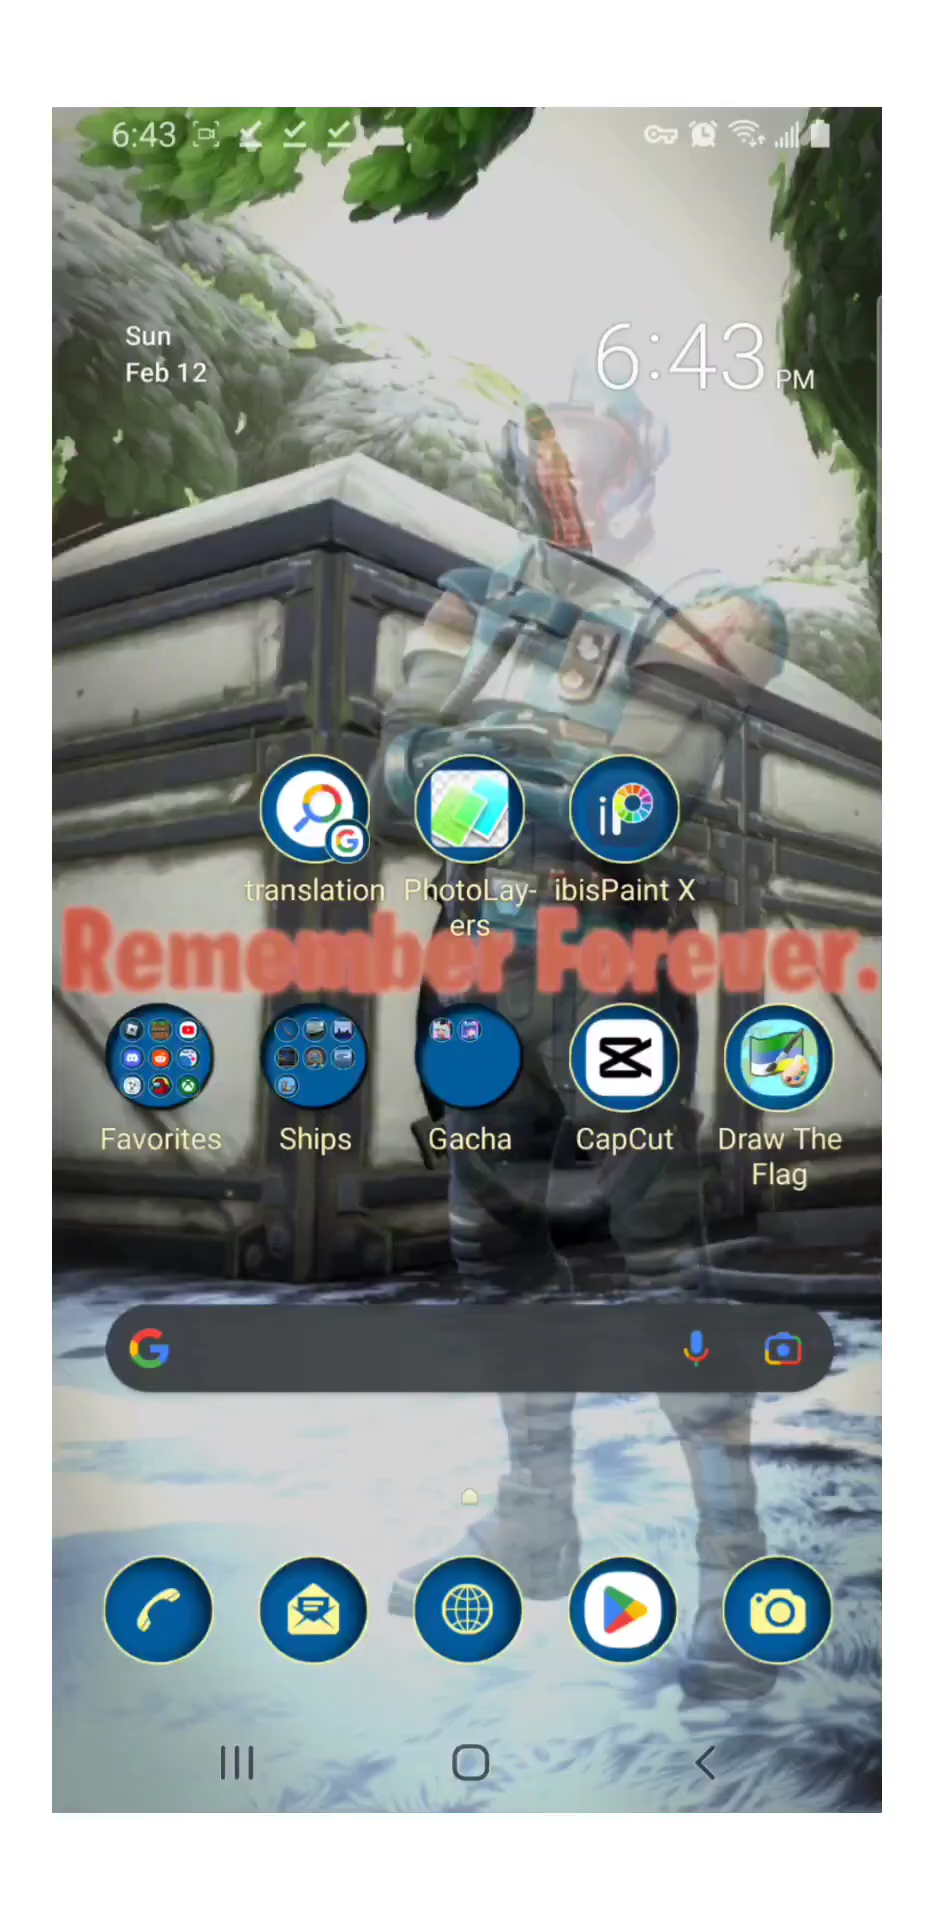 6:43
Sun
Feb 12
6:43 PM
translation
PhotoLay-
ers
ibisPaint X
Remember Forever.
Favorites
Ships
Gacha
CapCut
Draw The
Flag